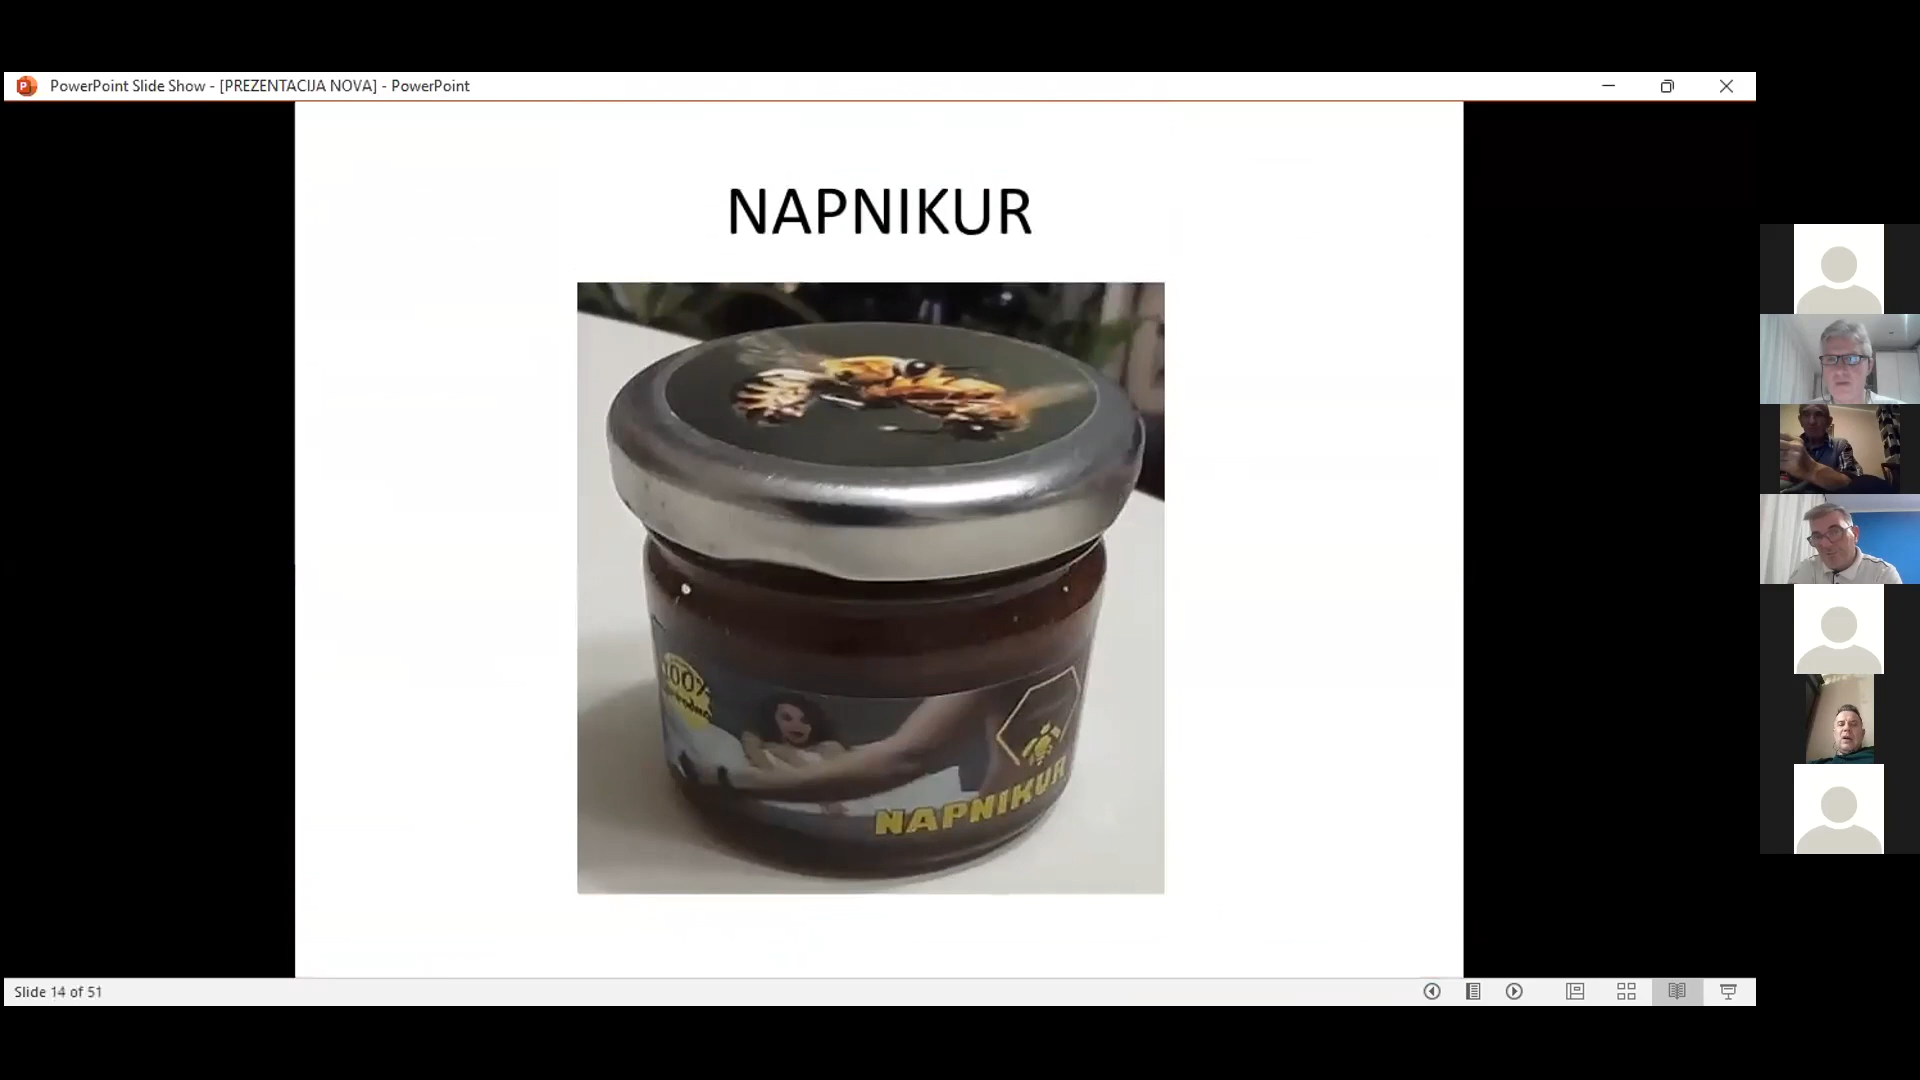 PowerPoint Slide Show - [PREZENTACIJA NOVA] - PowerPoint
NAPNIKUR
100%
NAPNIKUR
Slide 14 of 51